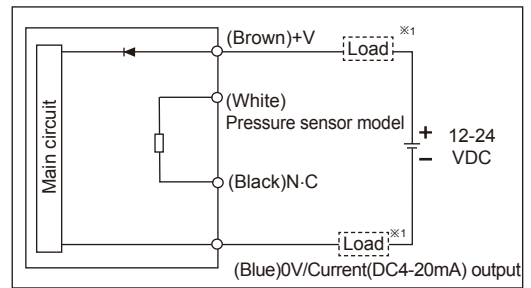 (Brown)+V
Load
※1
(White)
Pressure sensor model
Main circuit
+
12-24
VDC
−
(Black)N·C
Load
※1
(Blue)0V/Current(DC4-20mA) output